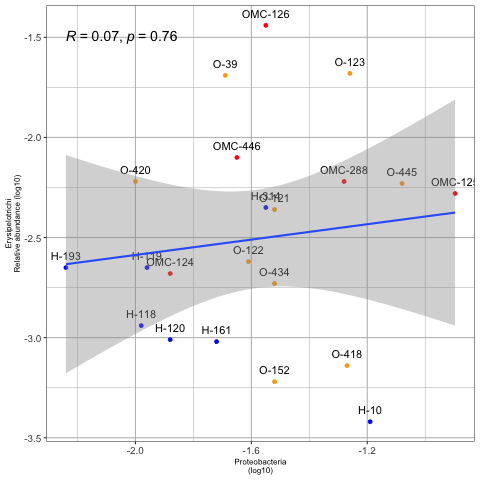 R = 0.07, p = 0.76
OMC-126
O-39
O-123
OMC-446
O-420
OMC-288
O-445
OMC-125
O-121
H-193
OMC-124
O-122
O-434
H-118
H-120
H-161
O-152
O-418
H-10
-1.5
-2.0
-2.5
-3.0
-3.5
-2.0
-1.6
-1.2
Erysipelotrichi
Relative abundance (log10)
Proteobacteria
(log10)